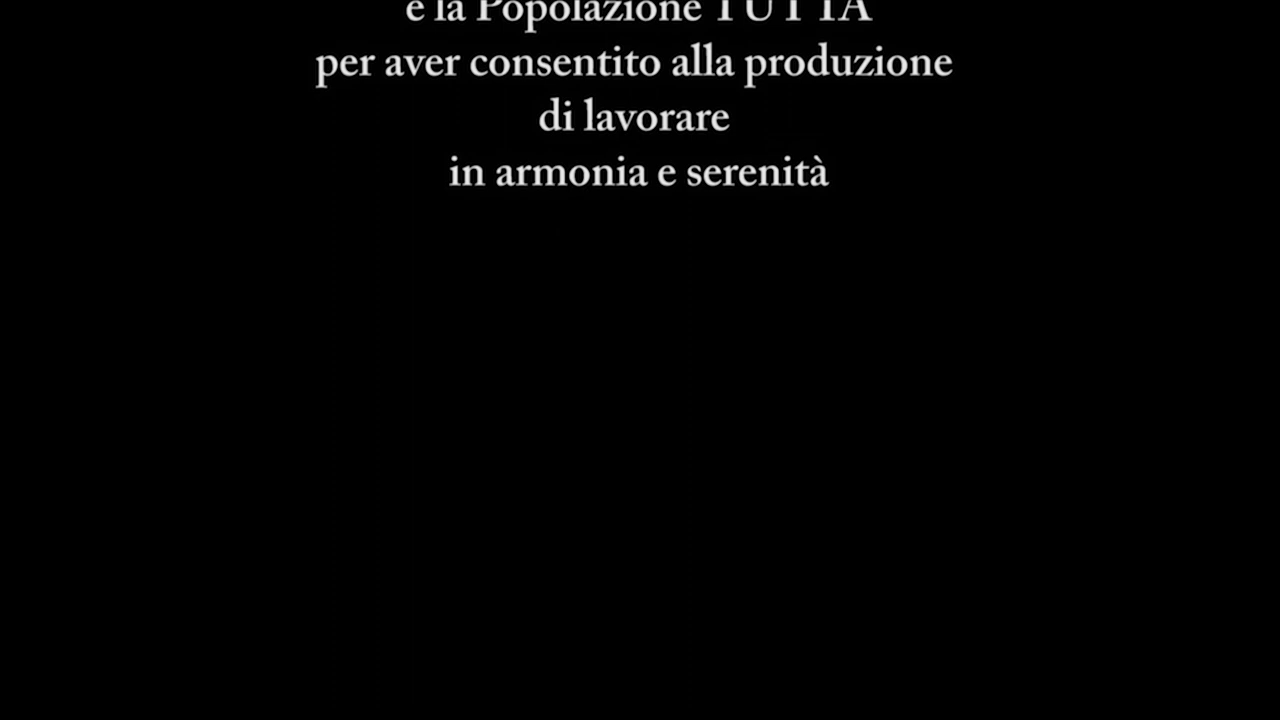 e la Popolazione TUTTA
per aver consentito alla produzione
di lavorare
in armonia e serenità